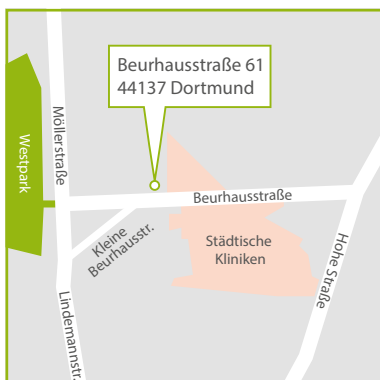 Beurhausstraße 61
44137 Dortmund
Westpark
Möllerstraße
Beurhausstraße
Kleine
Beurhausstr.
Städtische
Kliniken
Hohe Straße
Lindemannstr.